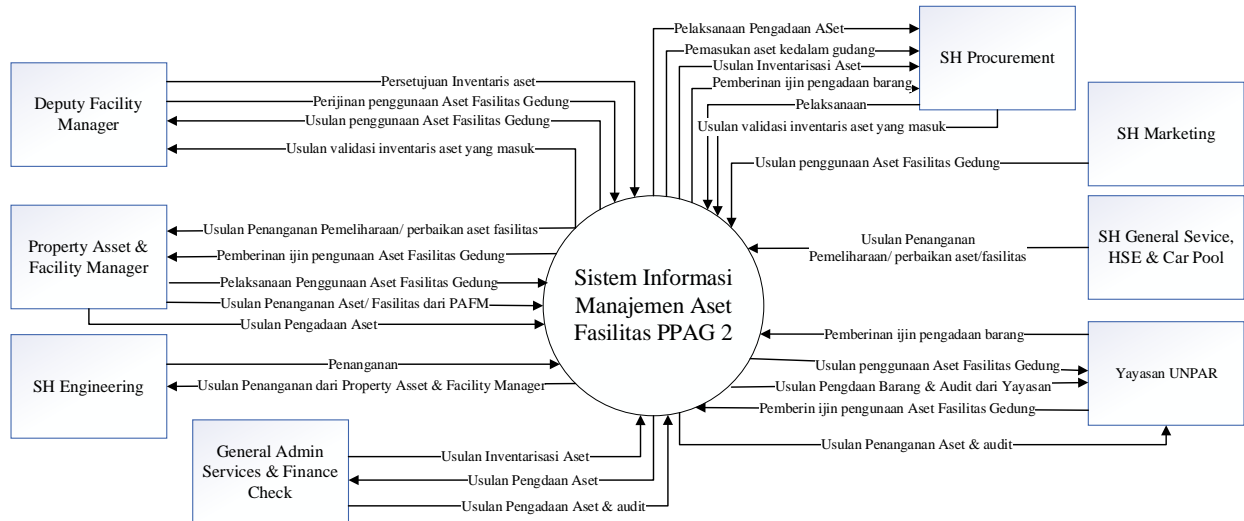 Pelaksanaan Pengadaan ASet
Pemasukan aset kedalam gudang
Usulan Inventarisasi Aset
Pemberinan ijin pengadaan barang
Pelaksanaan
Usulan validasi inventaris aset yang masuk
SH Procurement
Deputy Facility
Manager
Persetujuan Inventaris aset
Perijinan penggunaan Aset Fasilitas Gedung
Usulan penggunaan Aset Fasilitas Gedung
Usulan validasi inventaris aset yang masuk
SH Marketing
Usulan penggunaan Aset Fasilitas Gedung
Property Asset &
Facility Manager
Usulan Penanganan Pemeliharaan/ perbaikan aset fasilitas
Pemberinan ijin pengunaan Aset Fasilitas Gedung
Pelaksanaan Penggunaan Aset Fasilitas Gedung
Usulan Penanganan Aset/ Fasilitas dari PAFM
Usulan Pengadaan Aset
Sistem Informasi
Manajemen Aset
Fasilitas PPAG 2
Usulan Penanganan
Pemeliharaan/ perbaikan aset/fasilitas
SH General Sevice,
HSE & Car Pool
SH Engineering
Penanganan
Usulan Penanganan dari Property Asset & Facility Manager
Pemberinan ijin pengadaan barang
Usulan penggunaan Aset Fasilitas Gedung
Usulan Pengdaan Barang & Audit dari Yayasan
Pemberin ijin pengunaan Aset Fasilitas Gedung
Usulan Penanganan Aset & audit
Yayasan UNPAR
General Admin
Services & Finance
Check
Usulan Inventarisasi Aset
Usulan Pengdaan Aset
Usulan Pengadaan Aset & audit